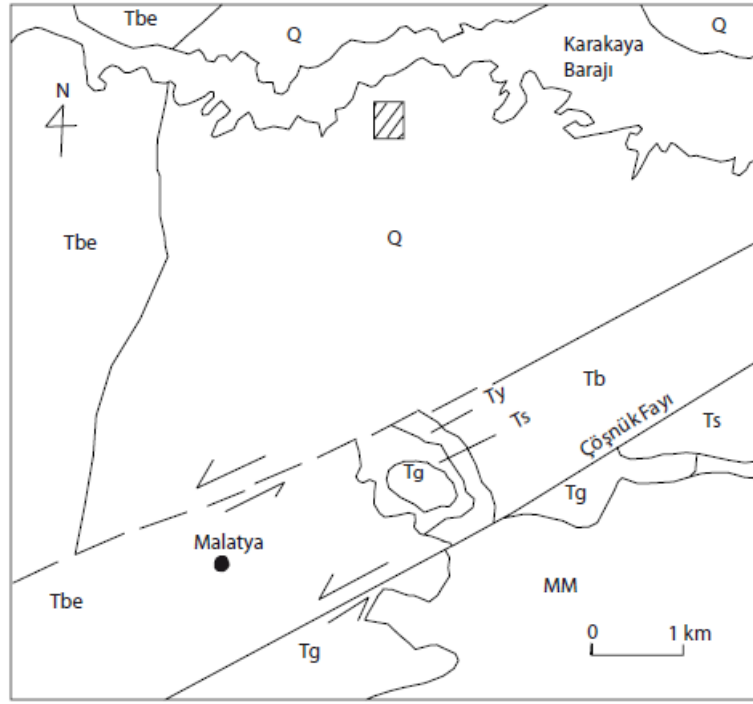 Tbe
Q
Karakaya
Barajı
Q
N
Tbe
Q
Ty
Tb
Ts
Çöşnük Fayı
Ts
Tg
Tg
Malatya
Tbe
MM
0 1 km
Tg